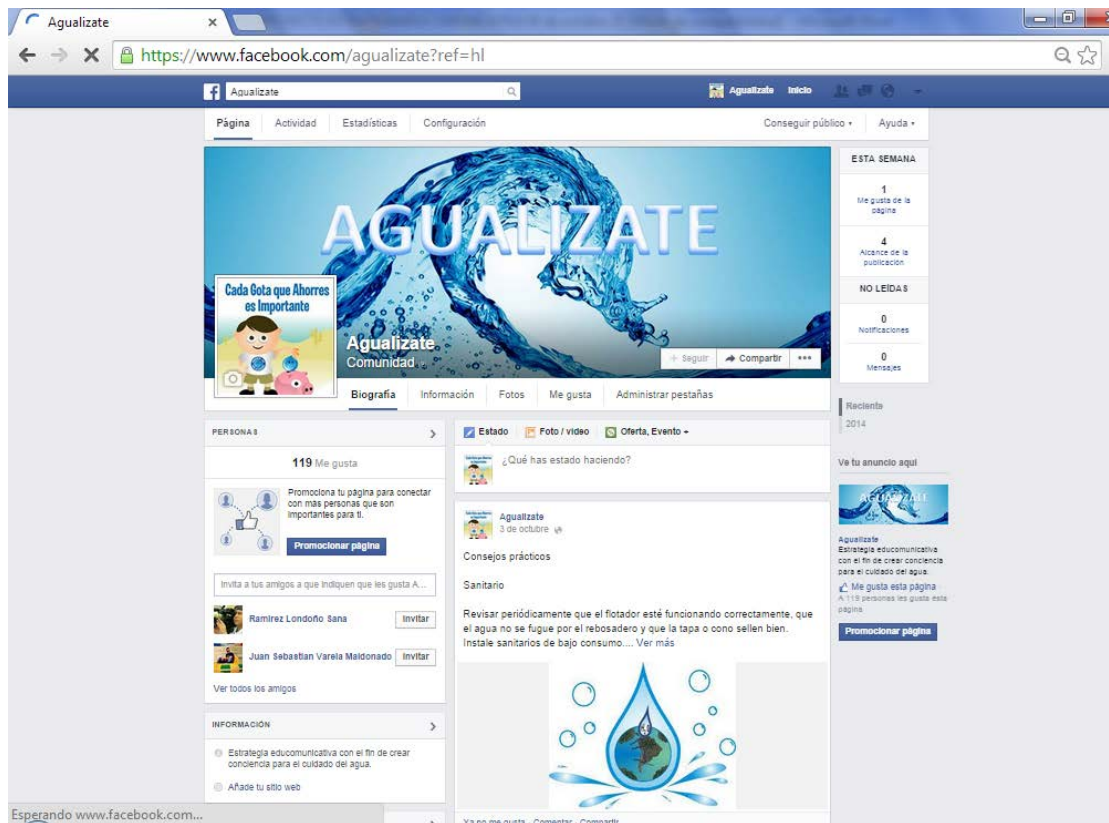 Agualizate
https://www.facebook.com/agualizate?ref=hl
Agualizate
Agualizate Inicio
Página Actividad Estadísticas Configuración Conseguir público Ayuda
AGUALIZATE
Cada Gota que Ahorres
es Importante
Agualizate
Comunidad
+ Seguir Compartir
Biografía Información Fotos Me gusta Administrar pestañas
ESTA SEMANA
1
Me gusta de la
página
4
Alcance de la
publicación
NO LEÍDAS
0
Notificaciones
0
Mensajes
Reciente
2014
PERSONAS
119 Me gusta
Promociona tu página para conectar
con más personas que son
importantes para ti.
Promocionar página
Invita a tus amigos a que indiquen que les gusta A...
Ramirez Londoño Sana Invitar
Juan Sebastian Varela Maldonado Invitar
Ver todos los amigos
INFORMACIÓN
Estrategia educomunicativa con el fin de crear
conciencia para el cuidado del agua.
Añade tu sitio web
Estado Foto / video Oferta, Evento
¿Qué has estado haciendo?
Agualizate
3 de octubre
Consejos prácticos
Sanitario
Revisar periódicamente que el flotador esté funcionando correctamente, que
el agua no se fugue por el rebosadero y que la tapa o cono sellen bien.
Instale sanitarios de bajo consumo.... Ver más
Ya no me gusta · Comentar · Compartir
Ve tu anuncio aquí
AGUALIZATE
Agualizate
Estrategia educomunicativa
con el fin de crear conciencia
para el cuidado del agua.
Me gusta esta página
A 119 personas les gusta esta
página
Promocionar página
Esperando www.facebook.com...